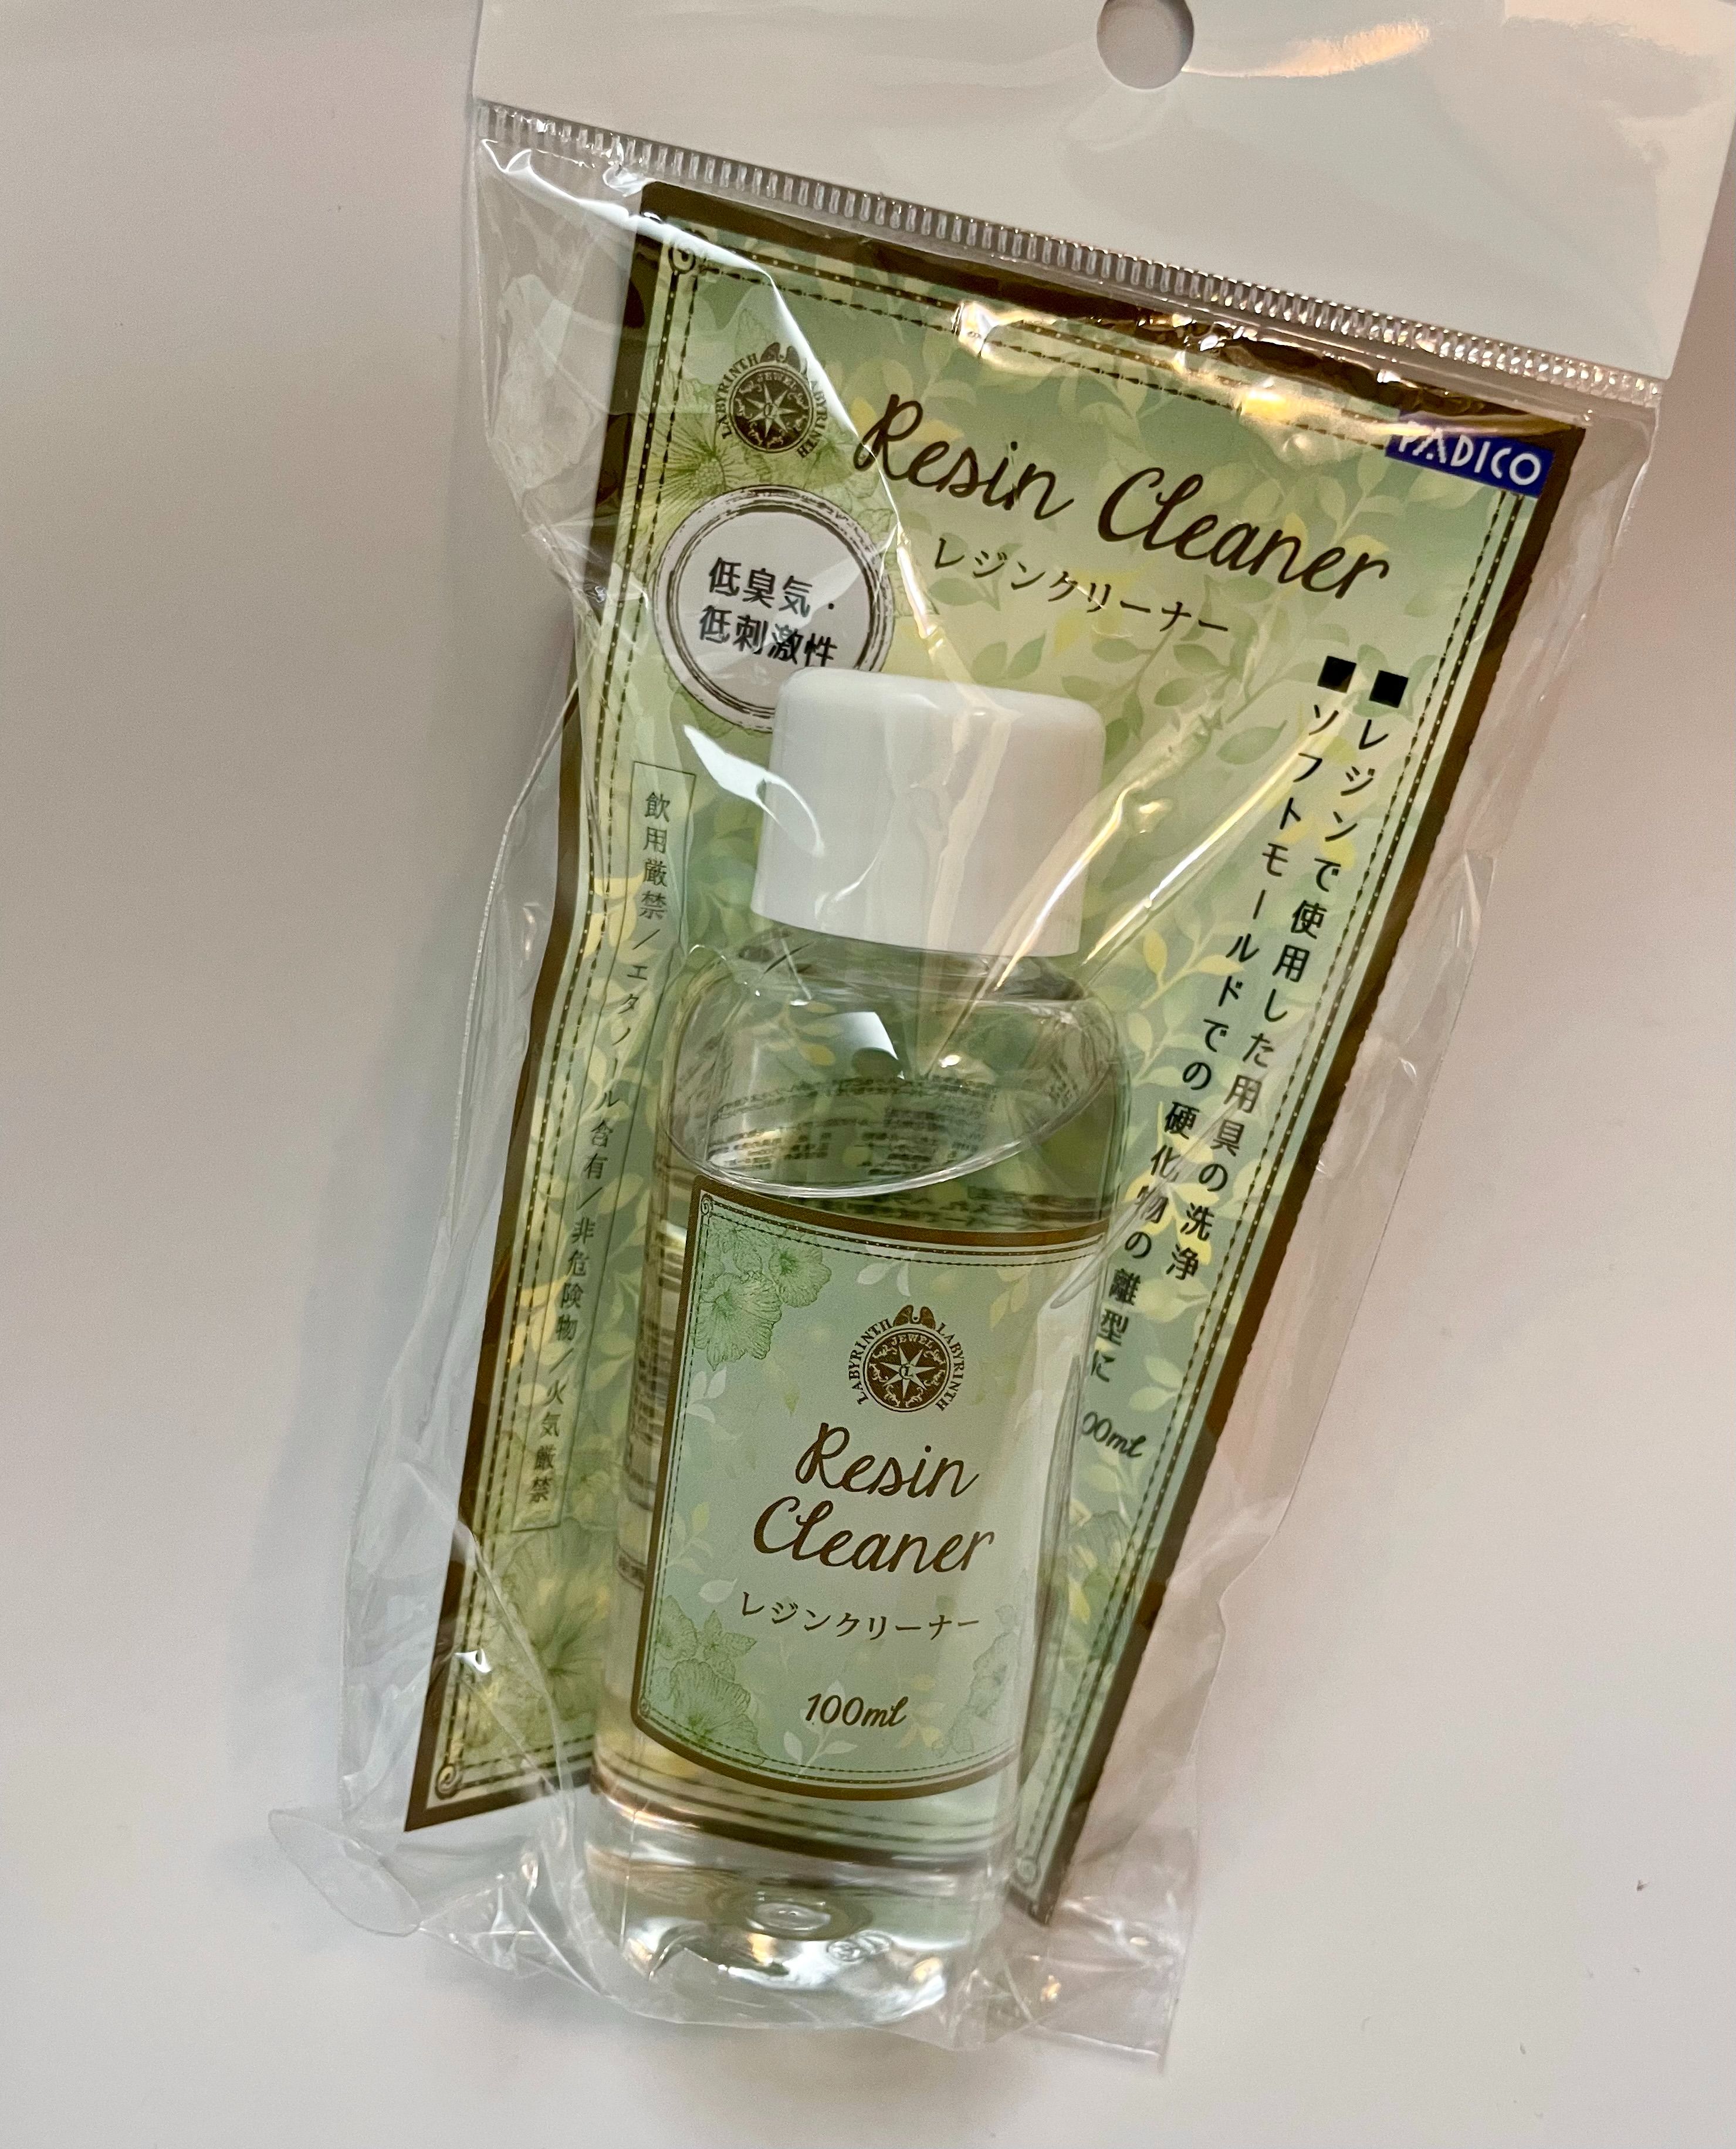 LABYRINTH JEWEL LABYRINTH
Resin Cleaner
PADICO
レジンクリーナー
低臭気・
低刺激性
■レジンで使用した用具の洗浄
■ソフトモールドでの硬化物の離型に
00ml
飲用厳禁／エタノール含有／非危険物／火気厳禁
LABYRINTH JEWEL LABYRINTH
L
Resin
Cleaner
レジンクリーナー
100ml